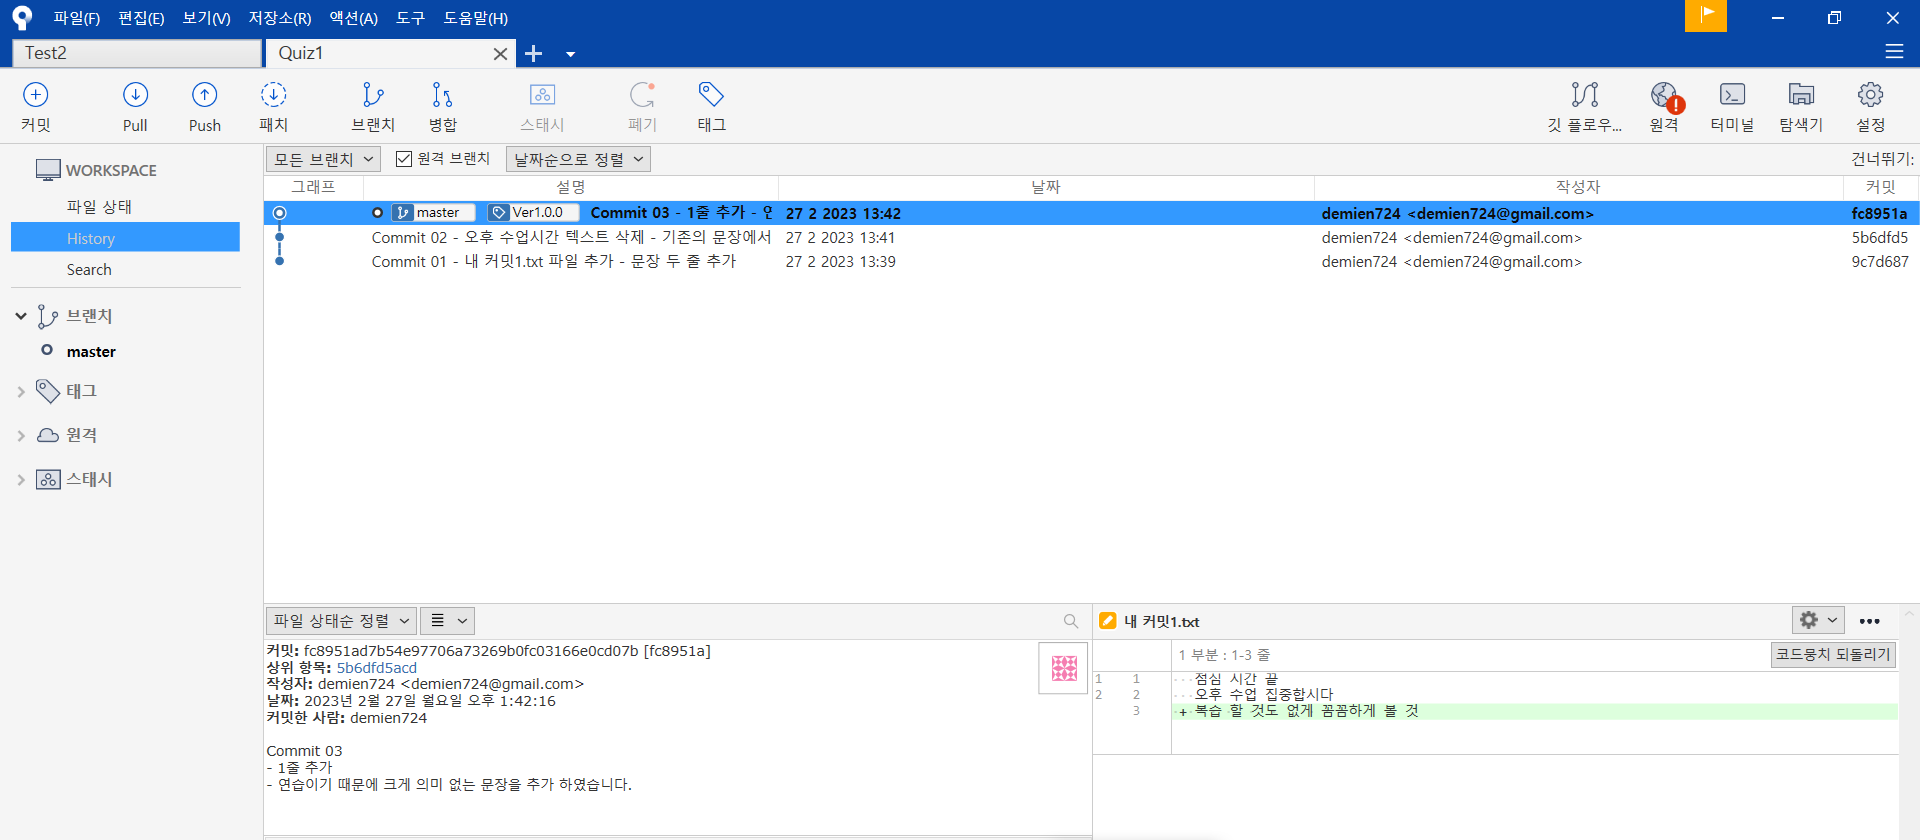 파일(F) 편집(E) 보기(V) 저장소(R) 액션(A) 도구 도움말(H)
Test2 Quiz1
커밋 Pull Push 패치 브랜치 병합 스태시 폐기 태그 깃 플로우... 원격 터미널 탐색기 설정
WORKSPACE
파일 상태
History
Search
브랜치
master
태그
원격
스태시
모든 브랜치 원격 브랜치 날짜순으로 정렬 건너뛰기:
그래프 설명 날짜 작성자 커밋
master Ver1.0.0 Commit 03 - 1줄 추가 - 27 2 2023 13:42 demien724 <demien724@gmail.com> fc8951a
Commit 02 - 오후 수업시간 텍스트 삭제 - 기존의 문장에서 27 2 2023 13:41 demien724 <demien724@gmail.com> 5b6dfd5
Commit 01 - 내 커밋1.txt 파일 추가 - 문장 두 줄 추가 27 2 2023 13:39 demien724 <demien724@gmail.com> 9c7d687
파일 상태순 정렬
커밋: fc8951ad7b54e97706a73269b0fc03166e0cd07b [fc8951a]
상위 항목: 5b6dfd5acd
작성자: demien724 <demien724@gmail.com>
날짜: 2023년 2월 27일 월요일 오후 1:42:16
커밋한 사람: demien724
Commit 03
- 1줄 추가
- 연습이기 때문에 크게 의미 없는 문장을 추가 하였습니다.
내 커밋1.txt
1 부분 : 1-3 줄 코드뭉치 되돌리기
1 1 점심 시간 끝
2 2 오후 수업 집중합시다
3 + 복습 할 것도 없게 꼼꼼하게 볼 것